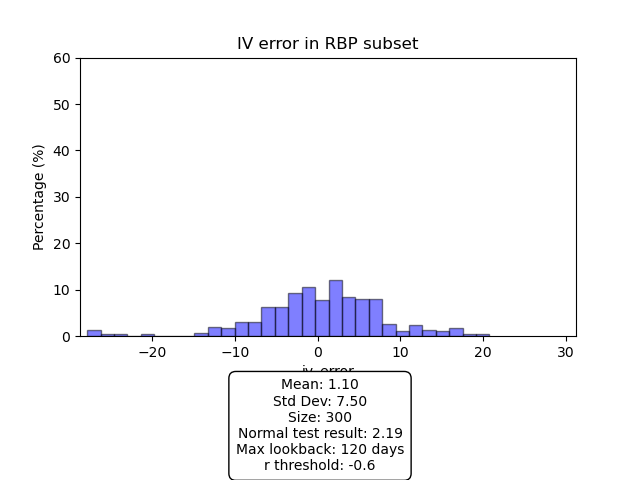 IV error in RBP subset
Percentage (%)
60
50
40
30
20
10
0
−20
−10
0
10
20
30
iv_error
Mean: 1.10
Std Dev: 7.50
Size: 300
Normal test result: 2.19
Max lookback: 120 days
r threshold: -0.6